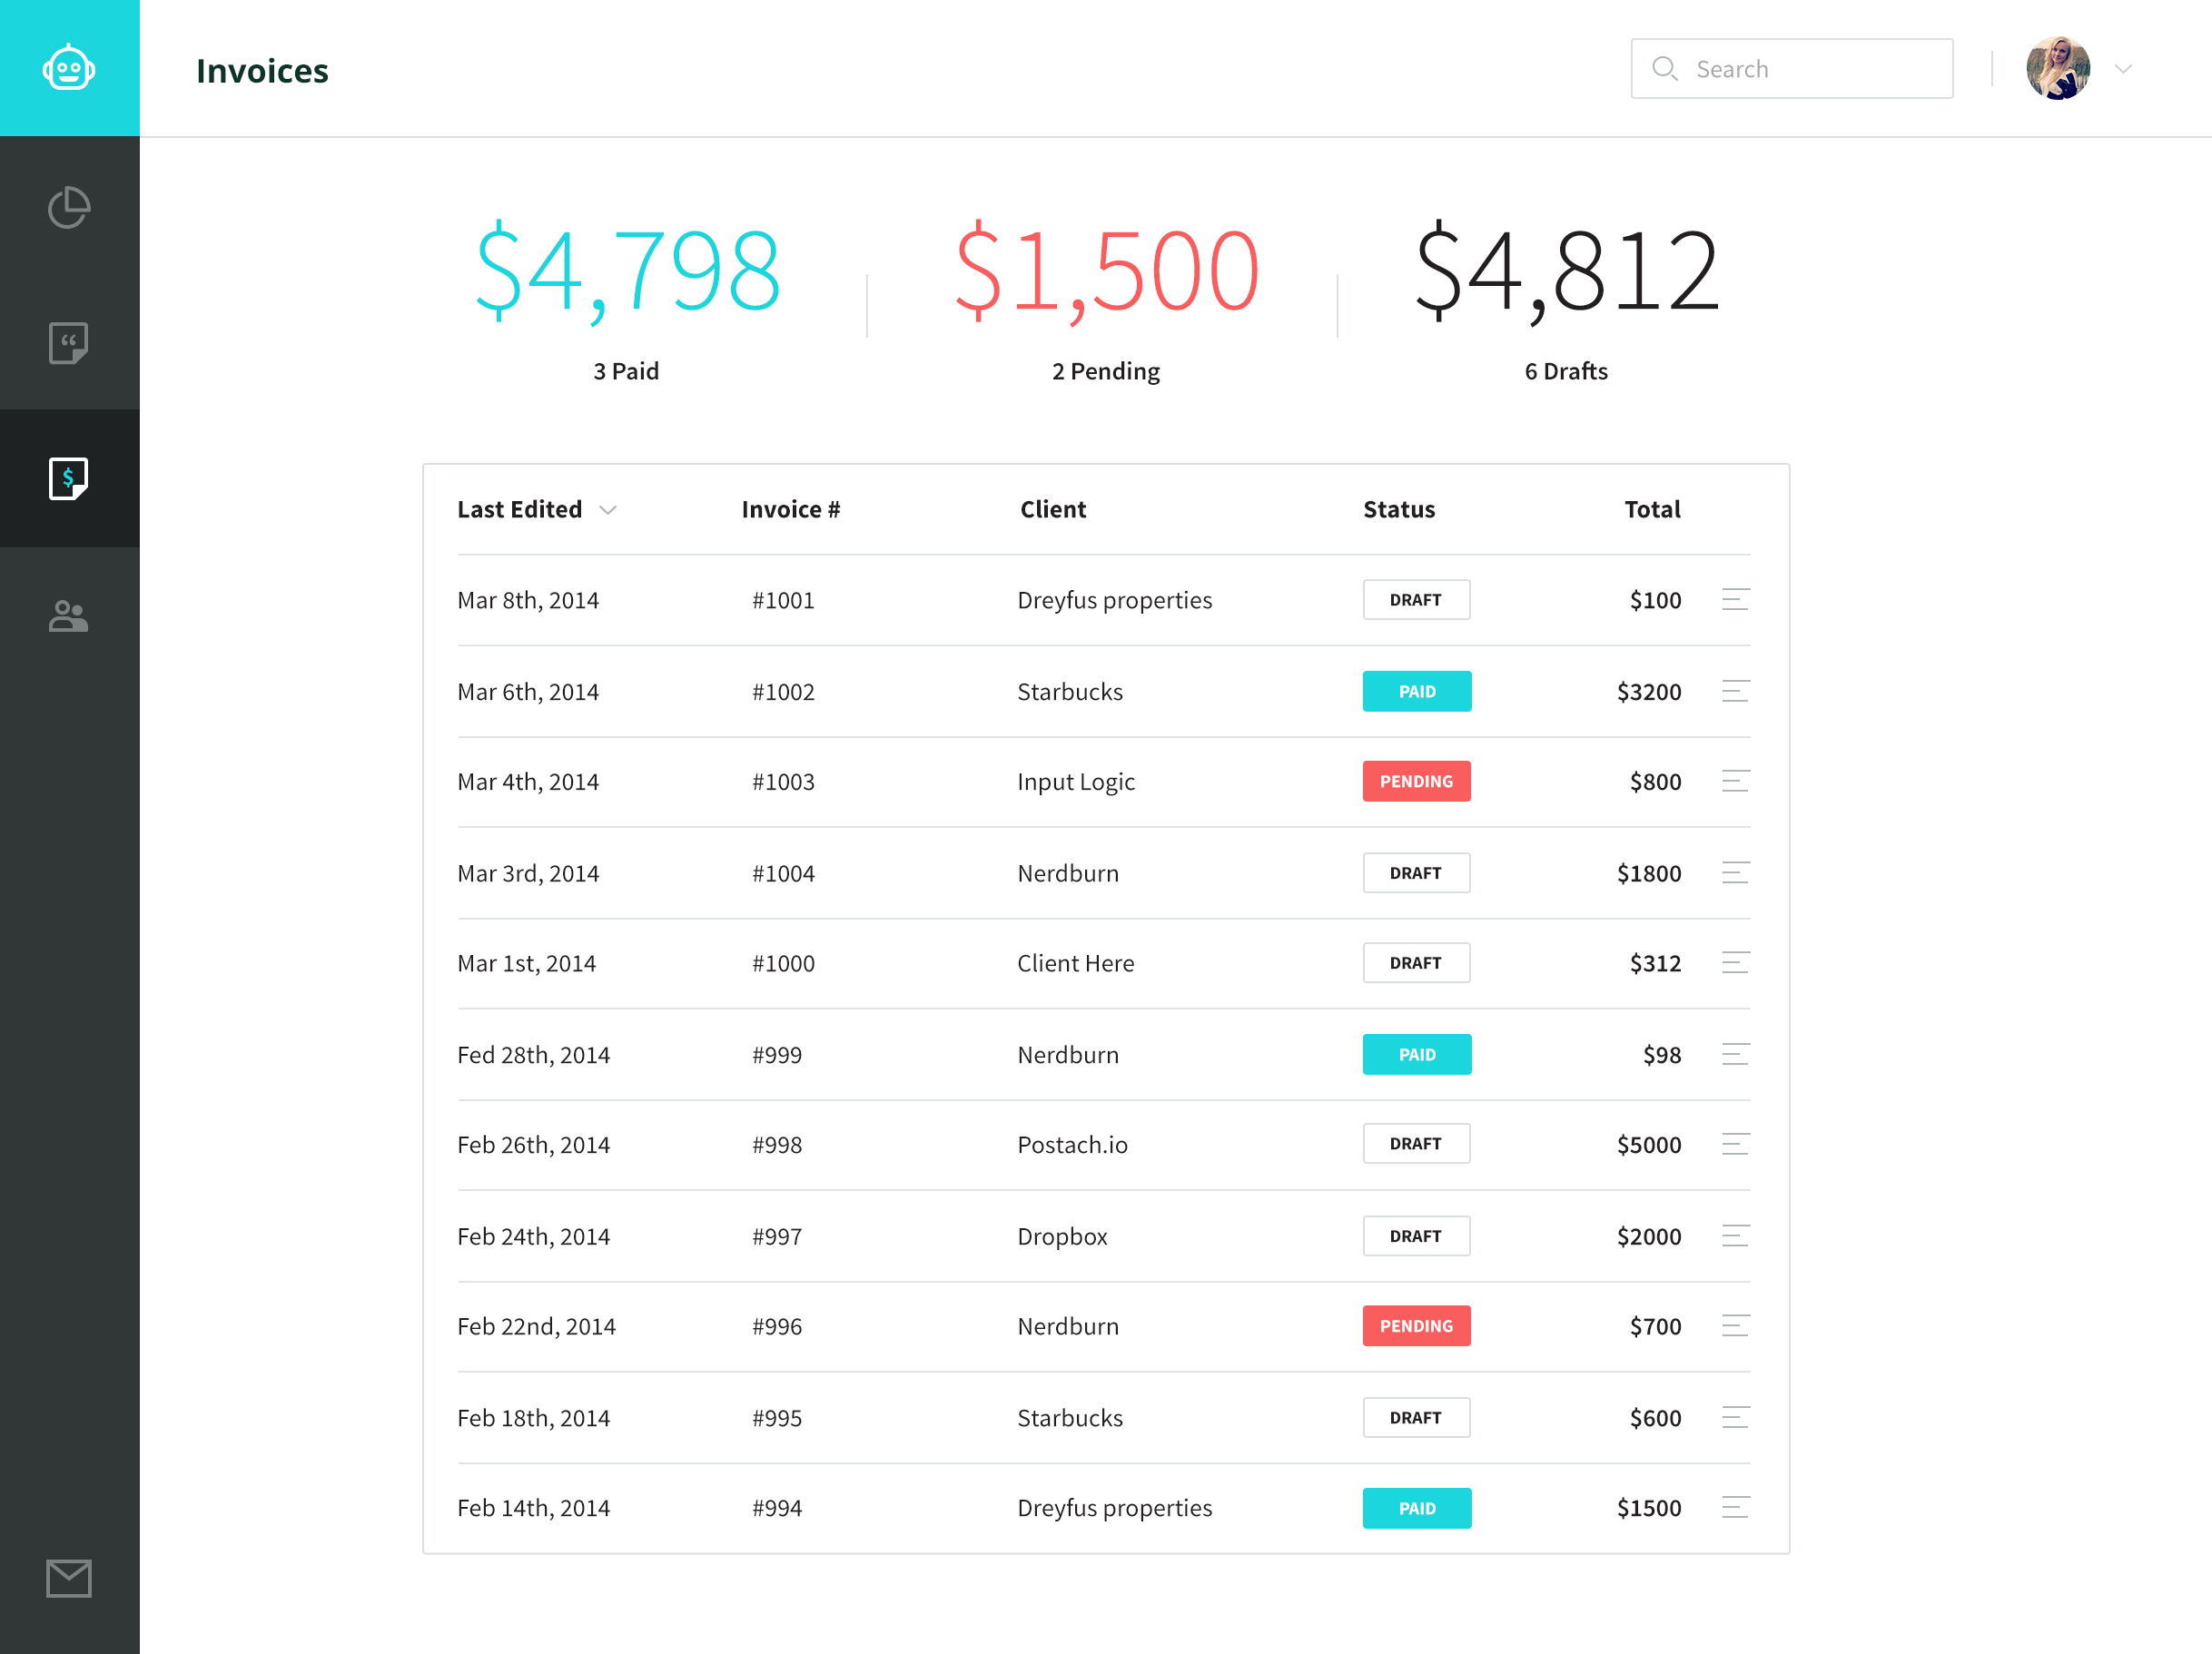 Invoices
Search
$4,798
$1,500
$4,812
3 Paid
2 Pending
6 Drafts
“
$
Last Edited Invoice # Client Status Total
Mar 8th, 2014 #1001 Dreyfus properties DRAFT $100
Mar 6th, 2014 #1002 Starbucks PAID $3200
Mar 4th, 2014 #1003 Input Logic PENDING $800
Mar 3rd, 2014 #1004 Nerdburn DRAFT $1800
Mar 1st, 2014 #1000 Client Here DRAFT $312
Fed 28th, 2014 #999 Nerdburn PAID $98
Feb 26th, 2014 #998 Postach.io DRAFT $5000
Feb 24th, 2014 #997 Dropbox DRAFT $2000
Feb 22nd, 2014 #996 Nerdburn PENDING $700
Feb 18th, 2014 #995 Starbucks DRAFT $600
Feb 14th, 2014 #994 Dreyfus properties PAID $1500